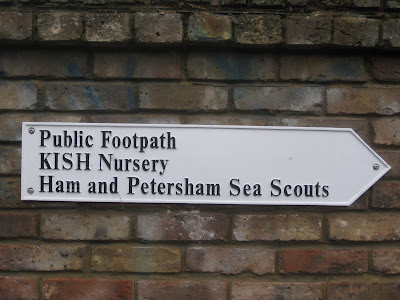 Public Footpath
KISH Nursery
Ham and Petersham Sea Scouts